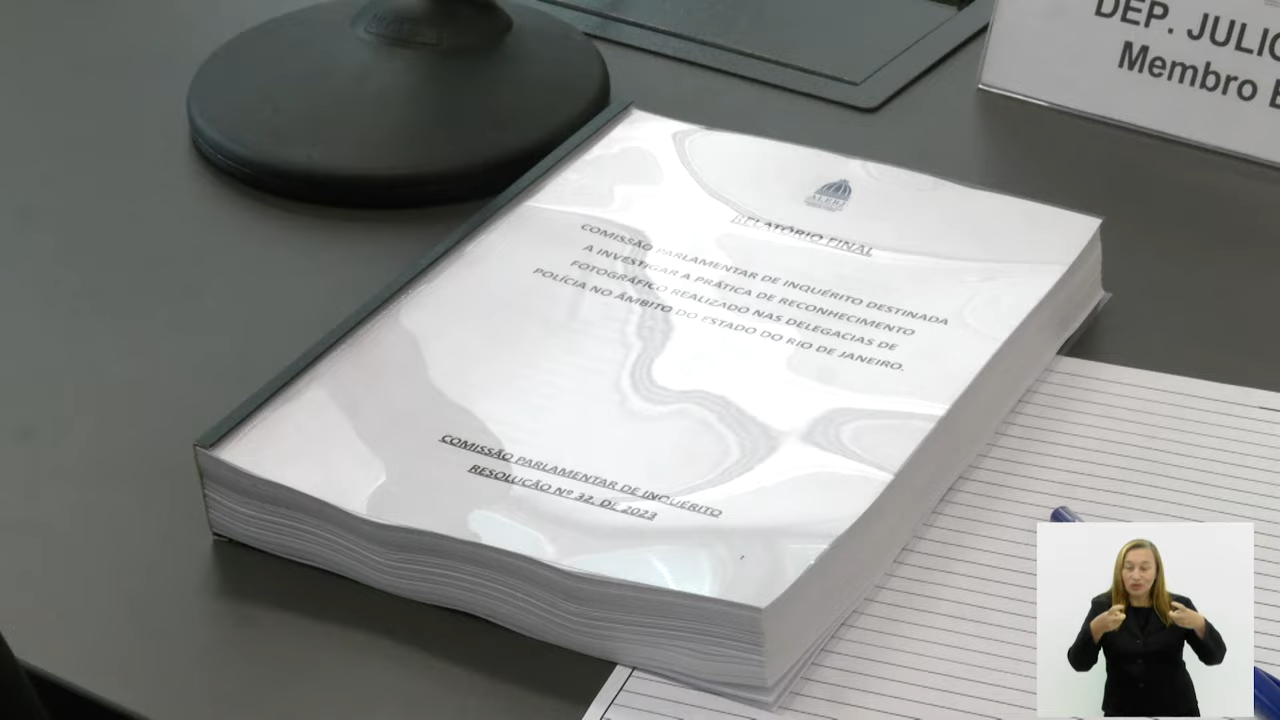 DEP. JULIO
Membro E
ALERJ
RELATÓRIO FINAL
COMISSÃO PARLAMENTAR DE INQUÉRITO DESTINADA
A INVESTIGAR A PRÁTICA DE RECONHECIMENTO
FOTOGRÁFICO REALIZADO NAS DELEGACIAS DE
POLÍCIA NO ÂMBITO DO ESTADO DO RIO DE JANEIRO.
COMISSÃO PARLAMENTAR DE INQUÉRITO
RESOLUÇÃO Nº 32, DE 2023